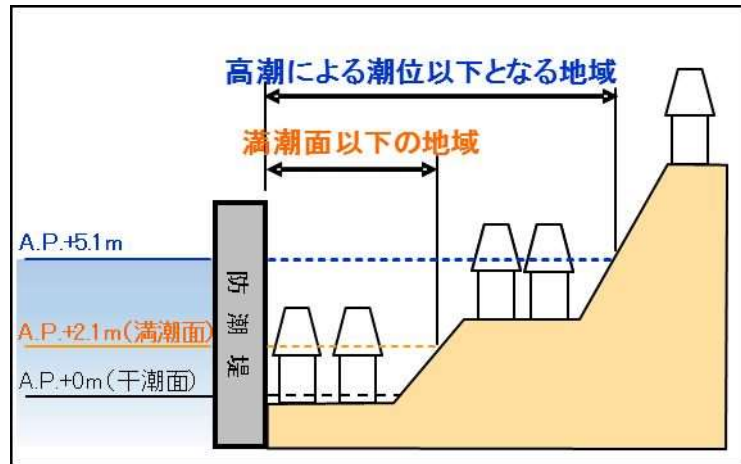 高潮による潮位以下となる地域
満潮面以下の地域
A.P.+5.1m
防潮堤
A.P.+2.1m(満潮面)
A.P.+0m(干潮面)